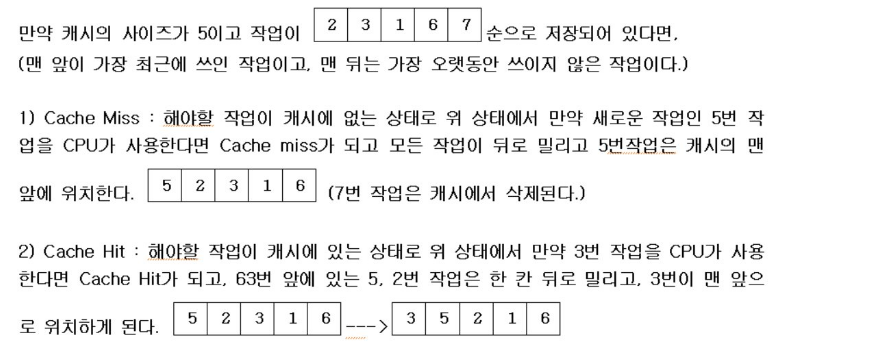 만약 캐시의 사이즈가 5이고 작업이 2 3 1 6 7 순으로 저장되어 있다면,
(맨 앞이 가장 최근에 쓰인 작업이고, 맨 뒤는 가장 오랫동안 쓰이지 않은 작업이다.)
1) Cache Miss : 해야할 작업이 캐시에 없는 상태로 위 상태에서 만약 새로운 작업인 5번 작
업을 CPU가 사용한다면 Cache miss가 되고 모든 작업이 뒤로 밀리고 5번작업은 캐시의 맨
앞에 위치한다. 5 2 3 1 6 (7번 작업은 캐시에서 삭제된다.)
2) Cache Hit : 해야할 작업이 캐시에 있는 상태로 위 상태에서 만약 3번 작업을 CPU가 사용
한다면 Cache Hit가 되고, 63번 앞에 있는 5, 2번 작업은 한 칸 뒤로 밀리고, 3번이 맨 앞으
로 위치하게 된다. 5 2 3 1 6 ---> 3 5 2 1 6